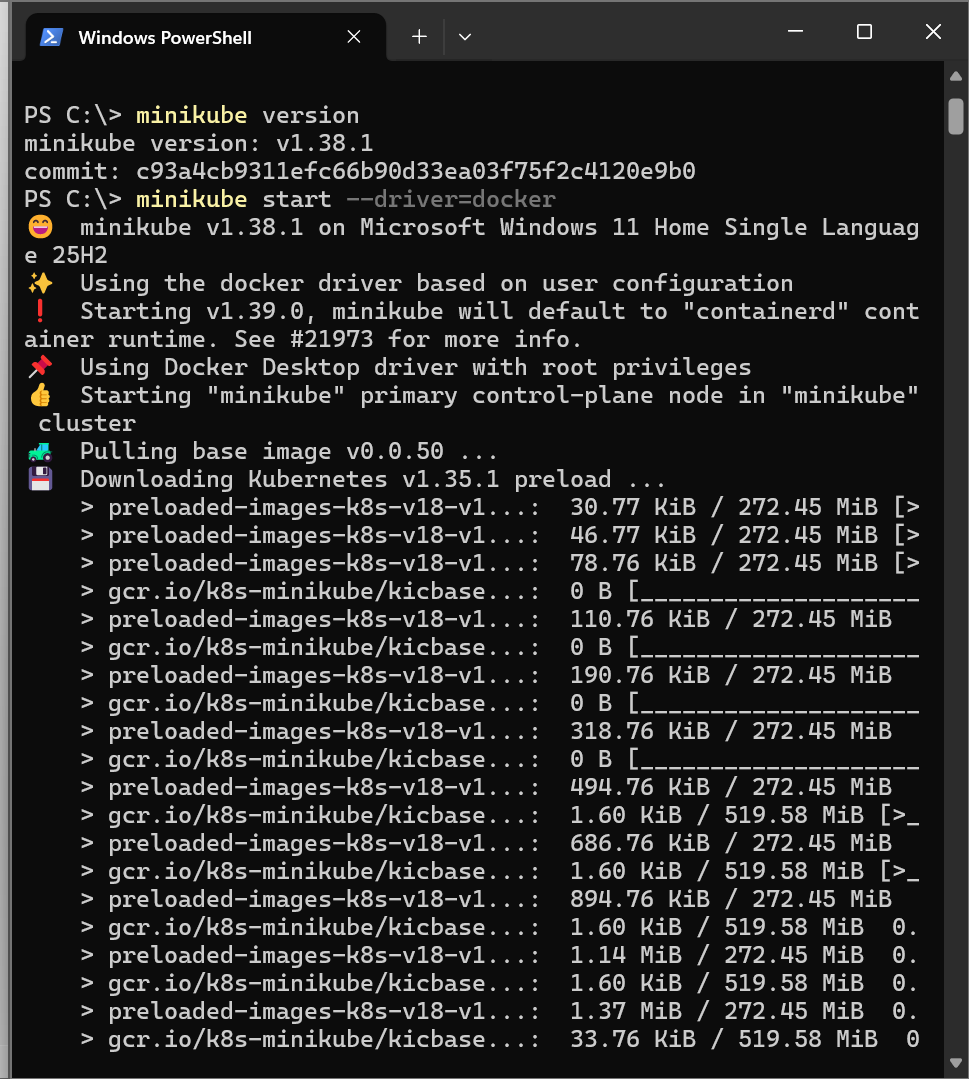 Windows PowerShell
PS C:\> minikube version
minikube version: v1.38.1
commit: c93a4cb9311efc66b90d33ea03f75f2c4120e9b0
PS C:\> minikube start --driver=docker
😄  minikube v1.38.1 on Microsoft Windows 11 Home Single Languag
e 25H2
✨  Using the docker driver based on user configuration
❗  Starting v1.39.0, minikube will default to "containerd" cont
ainer runtime. See #21973 for more info.
📌  Using Docker Desktop driver with root privileges
👍  Starting "minikube" primary control-plane node in "minikube"
 cluster
🚜  Pulling base image v0.0.50 ...
💾  Downloading Kubernetes v1.35.1 preload ...
    > preloaded-images-k8s-v18-v1...:  30.77 KiB / 272.45 MiB [>
    > preloaded-images-k8s-v18-v1...:  46.77 KiB / 272.45 MiB [>
    > preloaded-images-k8s-v18-v1...:  78.76 KiB / 272.45 MiB [>
    > gcr.io/k8s-minikube/kicbase...:  0 B [____________________
    > preloaded-images-k8s-v18-v1...:  110.76 KiB / 272.45 MiB
    > gcr.io/k8s-minikube/kicbase...:  0 B [____________________
    > preloaded-images-k8s-v18-v1...:  190.76 KiB / 272.45 MiB
    > gcr.io/k8s-minikube/kicbase...:  0 B [____________________
    > preloaded-images-k8s-v18-v1...:  318.76 KiB / 272.45 MiB
    > gcr.io/k8s-minikube/kicbase...:  0 B [____________________
    > preloaded-images-k8s-v18-v1...:  494.76 KiB / 272.45 MiB
    > gcr.io/k8s-minikube/kicbase...:  1.60 KiB / 519.58 MiB [>_
    > preloaded-images-k8s-v18-v1...:  686.76 KiB / 272.45 MiB
    > gcr.io/k8s-minikube/kicbase...:  1.60 KiB / 519.58 MiB [>_
    > preloaded-images-k8s-v18-v1...:  894.76 KiB / 272.45 MiB
    > gcr.io/k8s-minikube/kicbase...:  1.60 KiB / 519.58 MiB  0.
    > preloaded-images-k8s-v18-v1...:  1.14 MiB / 272.45 MiB  0.
    > gcr.io/k8s-minikube/kicbase...:  1.60 KiB / 519.58 MiB  0.
    > preloaded-images-k8s-v18-v1...:  1.37 MiB / 272.45 MiB  0.
    > gcr.io/k8s-minikube/kicbase...:  33.76 KiB / 519.58 MiB  0